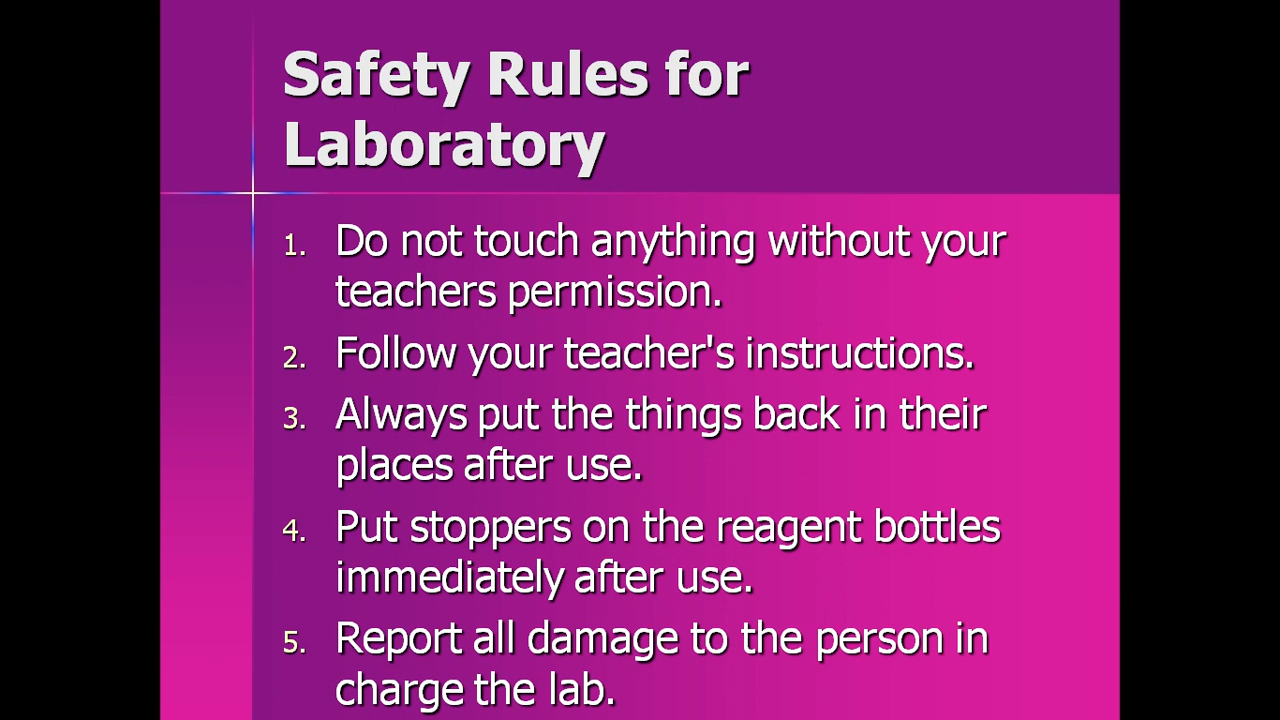 Safety Rules for
Laboratory
1. Do not touch anything without your
teachers permission.
2. Follow your teacher's instructions.
3. Always put the things back in their
places after use.
4. Put stoppers on the reagent bottles
immediately after use.
5. Report all damage to the person in
charge the lab.